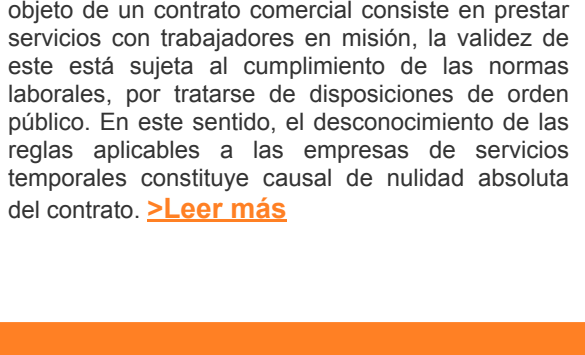 objeto de un contrato comercial consiste en prestar
servicios con trabajadores en misión, la validez de
este está sujeta al cumplimiento de las normas
laborales, por tratarse de disposiciones de orden
público. En este sentido, el desconocimiento de las
reglas aplicables a las empresas de servicios
temporales constituye causal de nulidad absoluta
del contrato. >Leer más